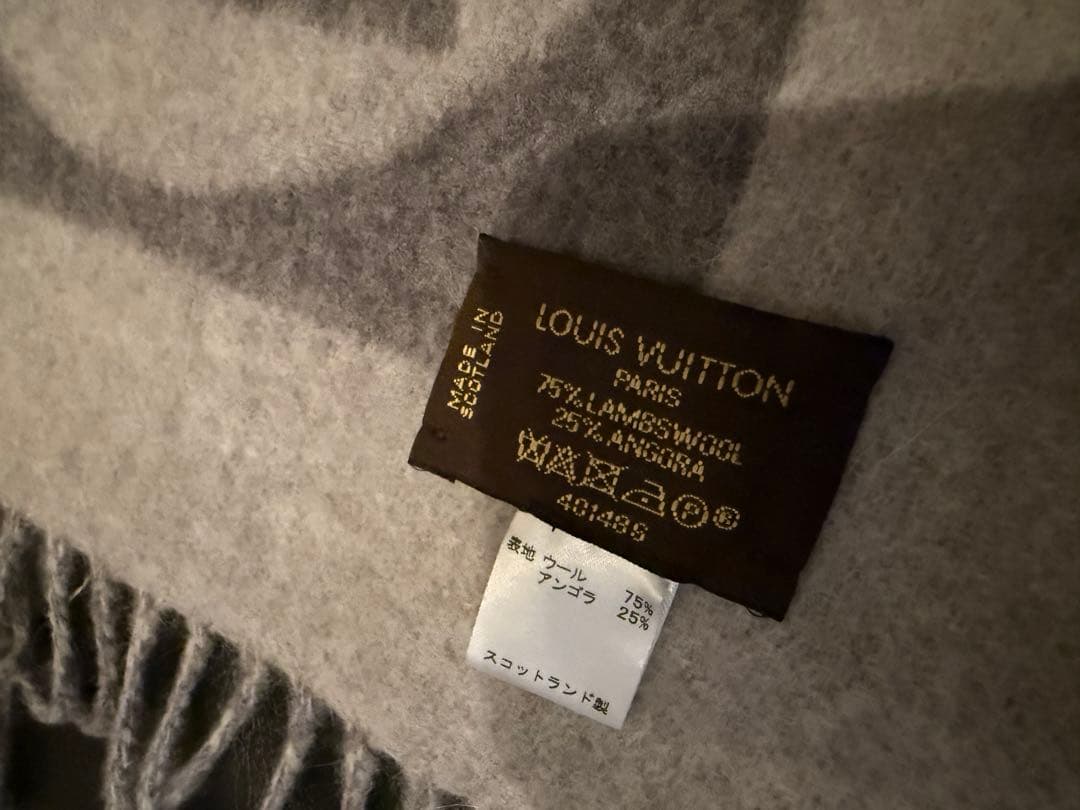 MADE IN
SCOTLAND
LOUIS VUITTON
PARIS
75% LAMBSWOOL
25% ANGORA
401486
表地 ウール 75%
アンゴラ 25%
スコットランド製